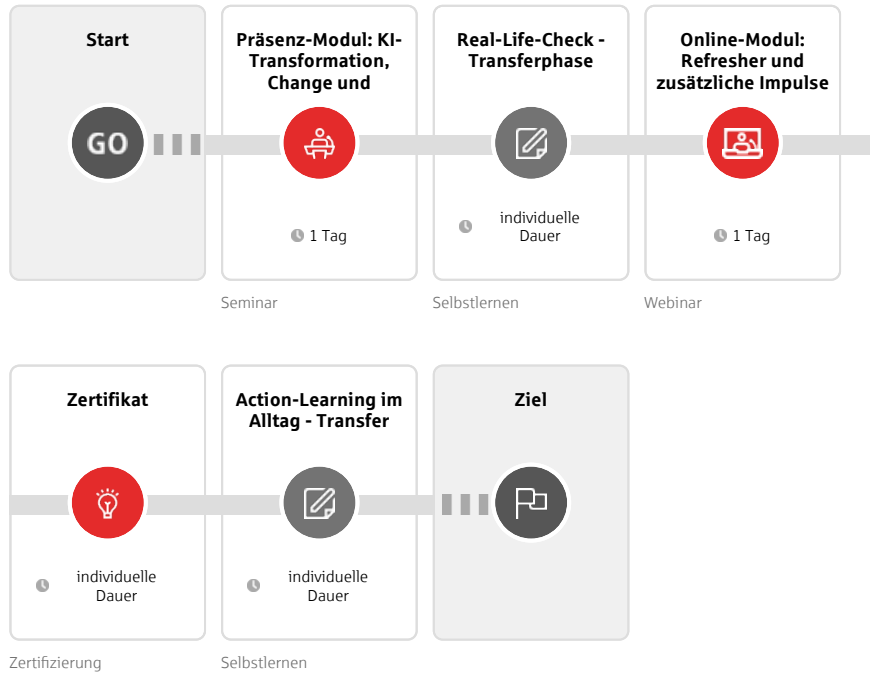 Start
GO
Präsenz-Modul: KI-
Transformation,
Change und
1 Tag
Seminar
Real-Life-Check -
Transferphase
individuelle
Dauer
Selbstlernen
Online-Modul:
Refresher und
zusätzliche Impulse
1 Tag
Webinar
Zertifikat
individuelle
Dauer
Zertifizierung
Action-Learning im
Alltag - Transfer
individuelle
Dauer
Selbstlernen
Ziel